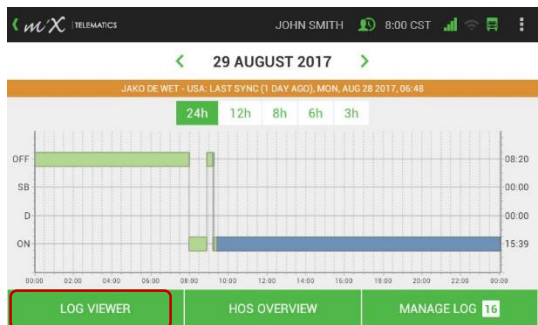 mix TELEMATICS JOHN SMITH 8:00 CST
29 AUGUST 2017
JAKO DE WET - USA: LAST SYNC (1 DAY AGO), MON, AUG 28 2017, 06:48
24h 12h 8h 6h 3h
OFF 08:20
SB 00:00
D 00:00
ON 15:39
00:00 02:00 04:00 06:00 08:00 10:00 12:00 14:00 16:00 18:00 20:00 22:00 00:00
LOG VIEWER HOS OVERVIEW MANAGE LOG 16